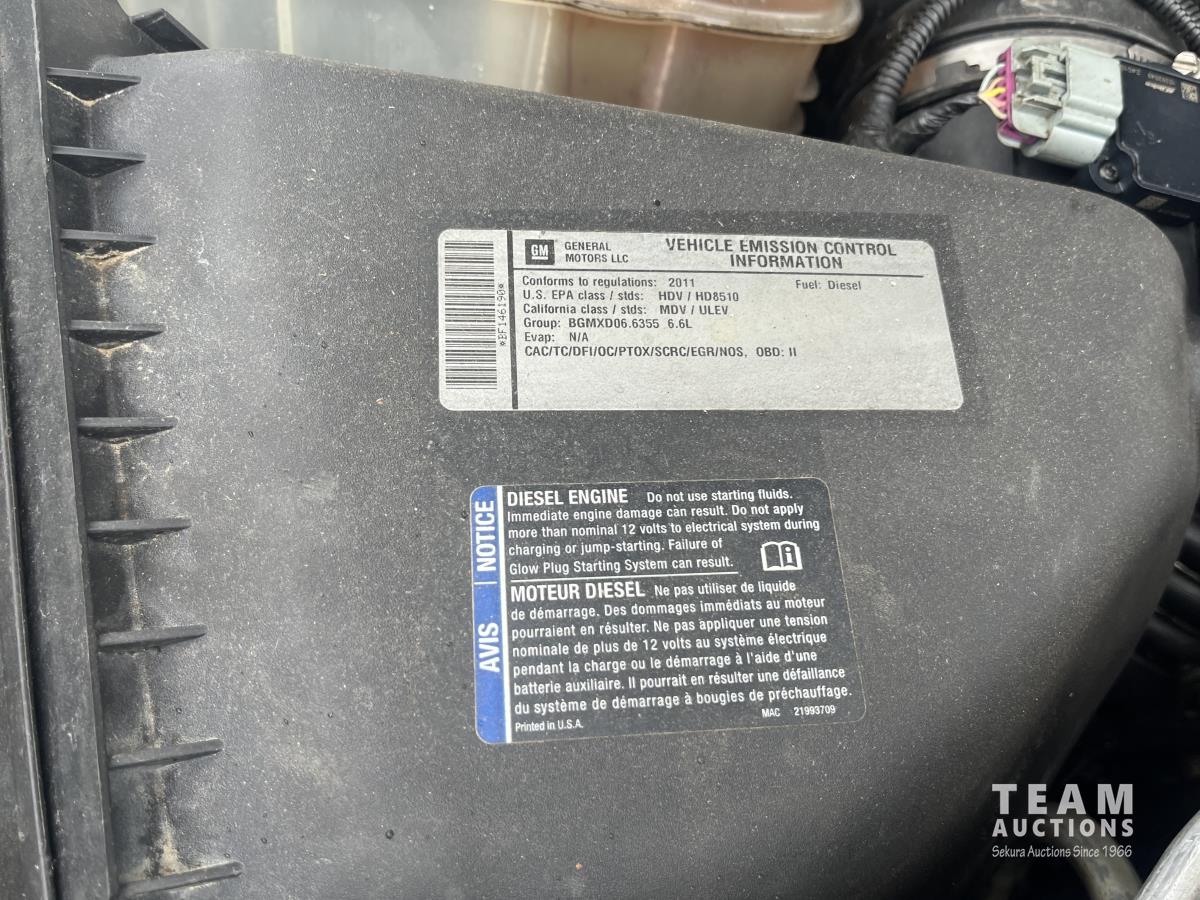 GM
GENERAL
MOTORS LLC
VEHICLE EMISSION CONTROL
INFORMATION
Conforms to regulations: 2011 Fuel: Diesel
U.S. EPA class / stds: HDV / HD8510
California class / stds: MDV / ULEV
Group: BGMXD06.6355 6.6L
Evap: N/A
CAC/TC/DFI/OC/PTOX/SCRC/EGR/NOS, OBD: II
*BF146190*
NOTICE
DIESEL ENGINE Do not use starting fluids.
Immediate engine damage can result. Do not apply
more than nominal 12 volts to electrical system during
charging or jump-starting. Failure of
Glow Plug Starting System can result.
AVIS
MOTEUR DIESEL Ne pas utiliser de liquide
de démarrage. Des dommages immédiats au moteur
pourraient en résulter. Ne pas appliquer une tension
nominale de plus de 12 volts au système électrique
pendant la charge ou le démarrage à l'aide d'une
batterie auxiliaire. Il pourrait en résulter une défaillance
du système de démarrage à bougies de préchauffage.
Printed in U.S.A. MAC 21993709
TEAM
AUCTIONS
Sekura Auctions Since 1966